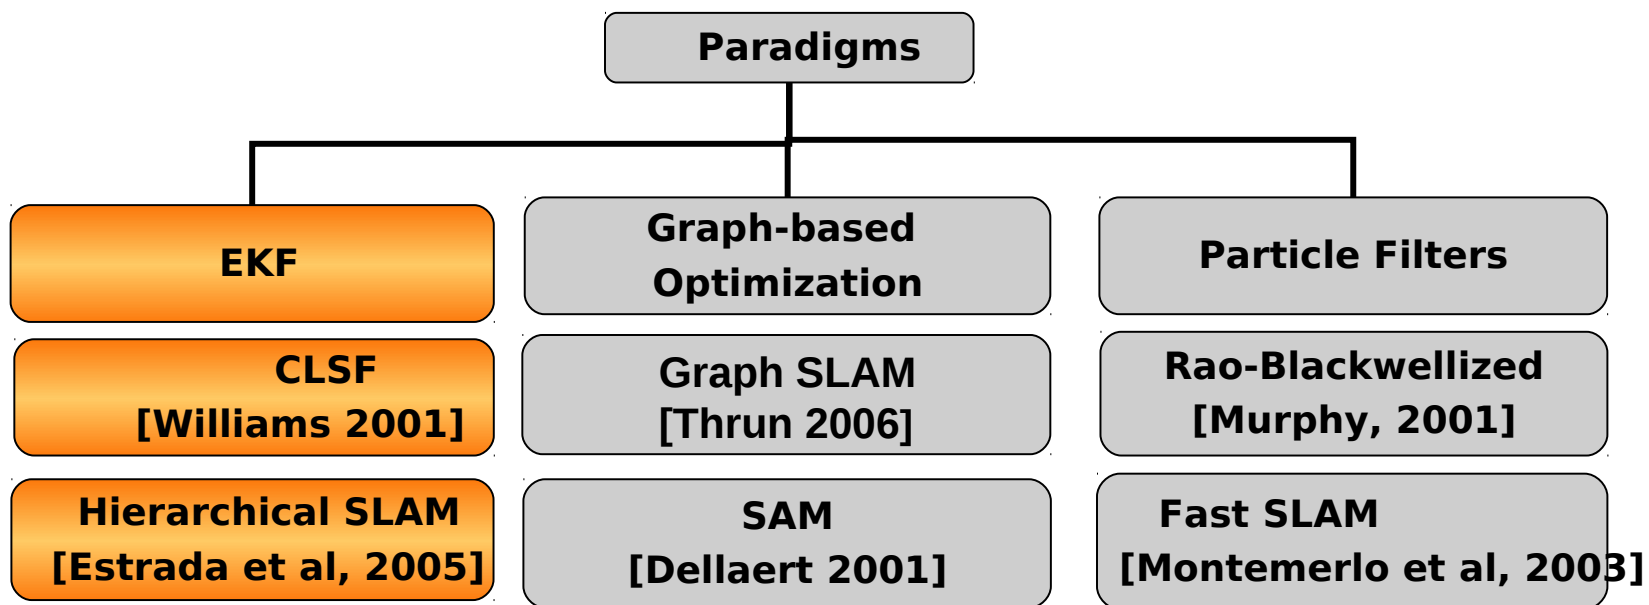 Paradigms
EKF
Graph-based
Optimization
Particle Filters
CLSF
[Williams 2001]
Graph SLAM
[Thrun 2006]
Rao-Blackwellized
[Murphy, 2001]
Hierarchical SLAM
[Estrada et al, 2005]
SAM
[Dellaert 2001]
Fast SLAM
[Montemerlo et al, 2003]